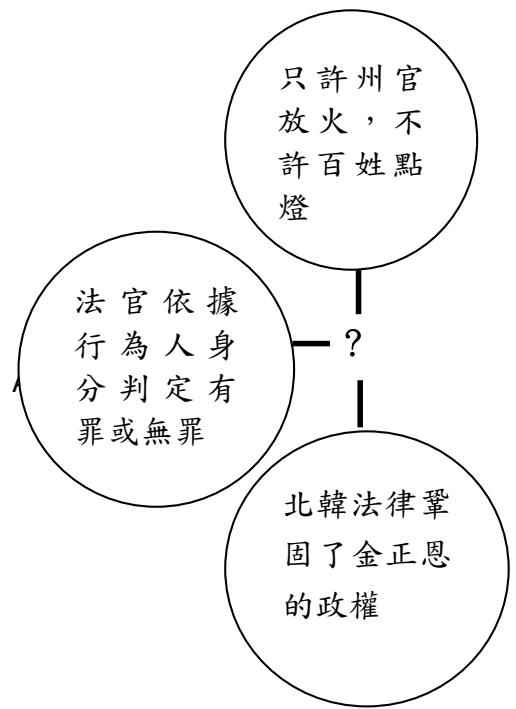 只許州官
放火，不
許百姓點
燈
法官依據
行為人身
分判定有
罪或無罪
?
北韓法律鞏
固了金正恩
的政權